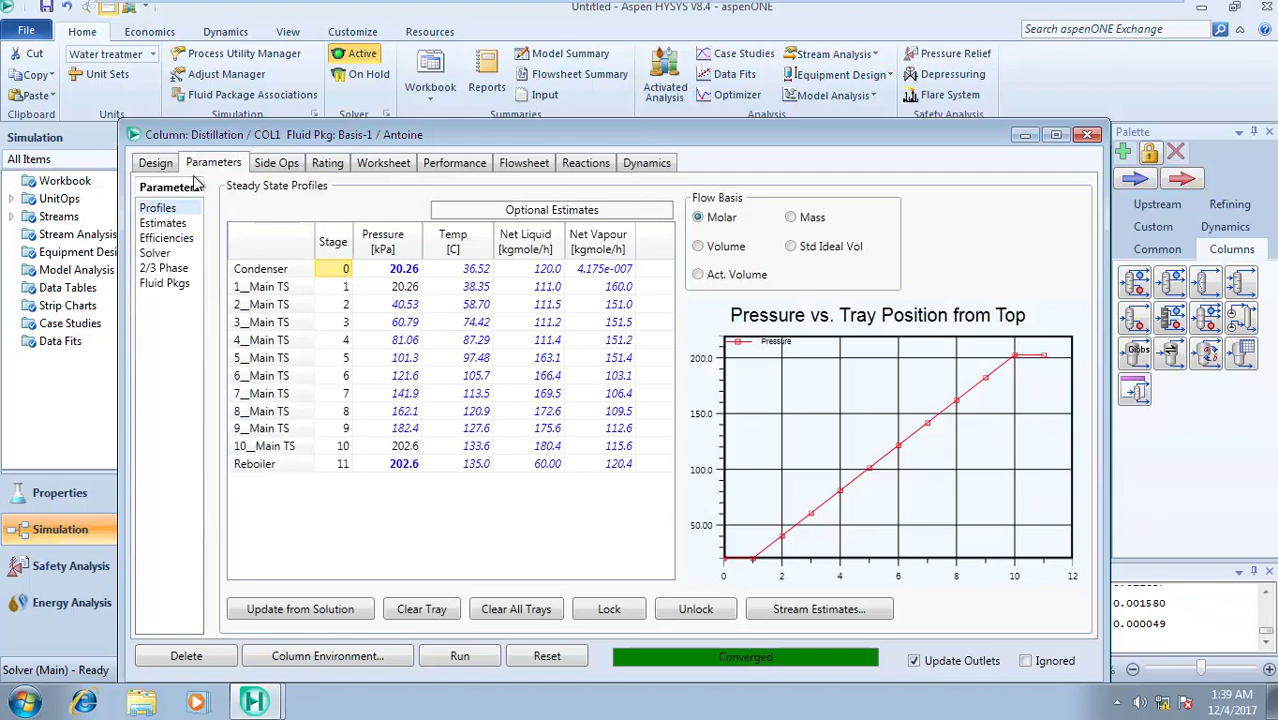 Untitled - Aspen HYSYS V8.4 - aspenONE
File Home Economics Dynamics View Customize Resources
Search aspenONE Exchange
Cut Water treatmer Process Utility Manager Active Model Summary Case Studies Stream Analysis Pressure Relief
Copy Unit Sets Adjust Manager On Hold Workbook Reports Flowsheet Summary Activated Analysis Data Fits Equipment Design Depressuring
Paste Fluid Package Associations Input Optimizer Model Analysis Flare System
Clipboard Units Simulation Solver Summaries Analysis Safety Analysis
Simulation
All Items
Workbook
UnitOps
Streams
Stream Analysis
Equipment Des
Model Analysis
Data Tables
Strip Charts
Case Studies
Data Fits
Properties
Simulation
Safety Analysis
Energy Analysis
Column: Distillation / COL1 Fluid Pkg: Basis-1 / Antoine
Design Parameters Side Ops Rating Worksheet Performance Flowsheet Reactions Dynamics
Parameters
Profiles
Estimates
Efficiencies
Solver
2/3 Phase
Fluid Pkgs
Steady State Profiles
Optional Estimates
Stage Pressure [kPa] Temp [C] Net Liquid [kgmole/h] Net Vapour [kgmole/h]
Condenser 0 20.26 36.52 120.0 4.175e-007
1__Main TS 1 20.26 38.35 111.0 160.0
2__Main TS 2 40.53 58.70 111.5 151.0
3__Main TS 3 60.79 74.42 111.2 151.5
4__Main TS 4 81.06 87.29 111.4 151.2
5__Main TS 5 101.3 97.48 163.1 151.4
6__Main TS 6 121.6 105.7 166.4 103.1
7__Main TS 7 141.9 113.5 169.5 106.4
8__Main TS 8 162.1 120.9 172.6 109.5
9__Main TS 9 182.4 127.6 175.6 112.6
10__Main TS 10 202.6 133.6 180.4 115.6
Reboiler 11 202.6 135.0 60.00 120.4
Flow Basis
Molar Mass
Volume Std Ideal Vol
Act. Volume
Pressure vs. Tray Position from Top
Pressure
200.0
150.0
100.0
50.00
0 2 4 6 8 10 12
Update from Solution Clear Tray Clear All Trays Lock Unlock Stream Estimates...
Delete Column Environment... Run Reset Converged Update Outlets Ignored
Palette
Upstream Refining
Custom Dynamics
Common Columns
Gibbs
0.001580
0.000049
Solver (Main) - Ready
1:39 AM
12/4/2017